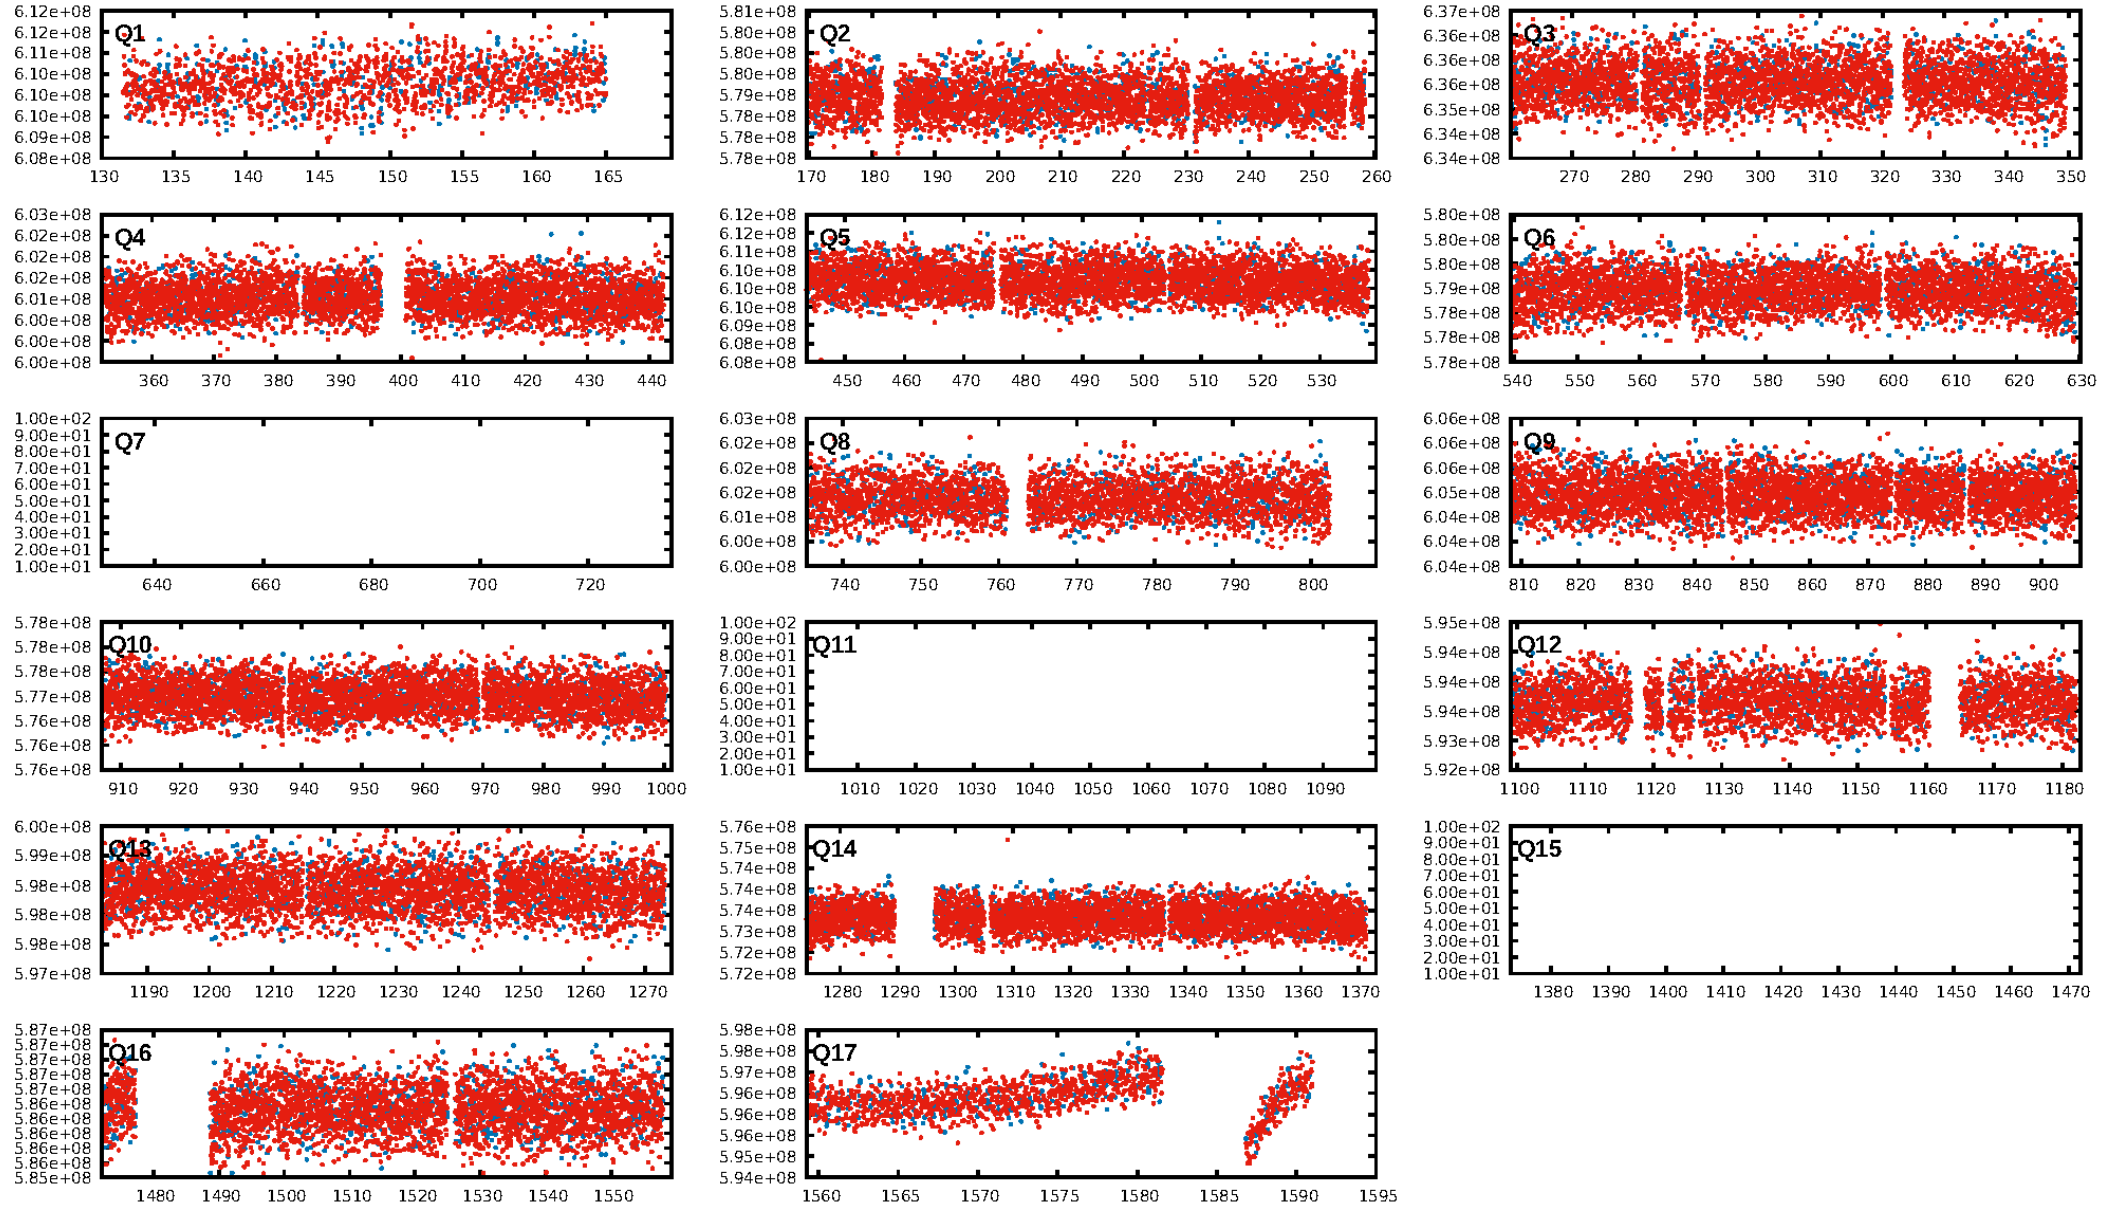 Q1
6.12e+08
6.12e+08
6.11e+08
6.10e+08
6.10e+08
6.10e+08
6.09e+08
6.08e+08
130 135 140 145 150 155 160 165
Q2
5.81e+08
5.80e+08
5.80e+08
5.80e+08
5.79e+08
5.78e+08
5.78e+08
5.78e+08
170 180 190 200 210 220 230 240 250 260
Q3
6.37e+08
6.36e+08
6.36e+08
6.36e+08
6.35e+08
6.34e+08
6.34e+08
270 280 290 300 310 320 330 340 350
Q4
6.03e+08
6.02e+08
6.02e+08
6.02e+08
6.01e+08
6.00e+08
6.00e+08
6.00e+08
360 370 380 390 400 410 420 430 440
Q5
6.12e+08
6.12e+08
6.11e+08
6.10e+08
6.10e+08
6.10e+08
6.09e+08
6.08e+08
6.08e+08
450 460 470 480 490 500 510 520 530
Q6
5.80e+08
5.80e+08
5.80e+08
5.79e+08
5.78e+08
5.78e+08
5.78e+08
540 550 560 570 580 590 600 610 620 630
Q7
1.00e+02
9.00e+01
8.00e+01
7.00e+01
6.00e+01
5.00e+01
4.00e+01
3.00e+01
2.00e+01
1.00e+01
640 660 680 700 720
Q8
6.03e+08
6.02e+08
6.02e+08
6.02e+08
6.01e+08
6.00e+08
6.00e+08
740 750 760 770 780 790 800
Q9
6.06e+08
6.06e+08
6.06e+08
6.05e+08
6.04e+08
6.04e+08
6.04e+08
810 820 830 840 850 860 870 880 890 900
Q10
5.78e+08
5.78e+08
5.78e+08
5.77e+08
5.76e+08
5.76e+08
5.76e+08
910 920 930 940 950 960 970 980 990 1000
Q11
1.00e+02
9.00e+01
8.00e+01
7.00e+01
6.00e+01
5.00e+01
4.00e+01
3.00e+01
2.00e+01
1.00e+01
1010 1020 1030 1040 1050 1060 1070 1080 1090
Q12
5.95e+08
5.94e+08
5.94e+08
5.94e+08
5.93e+08
5.92e+08
1100 1110 1120 1130 1140 1150 1160 1170 1180
Q13
6.00e+08
5.99e+08
5.98e+08
5.98e+08
5.98e+08
5.97e+08
1190 1200 1210 1220 1230 1240 1250 1260 1270
Q14
5.76e+08
5.75e+08
5.74e+08
5.74e+08
5.74e+08
5.73e+08
5.72e+08
5.72e+08
1280 1290 1300 1310 1320 1330 1340 1350 1360 1370
Q15
1.00e+02
9.00e+01
8.00e+01
7.00e+01
6.00e+01
5.00e+01
4.00e+01
3.00e+01
2.00e+01
1.00e+01
1380 1390 1400 1410 1420 1430 1440 1450 1460 1470
Q16
5.87e+08
5.87e+08
5.87e+08
5.87e+08
5.87e+08
5.86e+08
5.86e+08
5.86e+08
5.86e+08
5.86e+08
5.85e+08
1480 1490 1500 1510 1520 1530 1540 1550
Q17
5.98e+08
5.98e+08
5.97e+08
5.96e+08
5.96e+08
5.96e+08
5.95e+08
5.94e+08
1560 1565 1570 1575 1580 1585 1590 1595